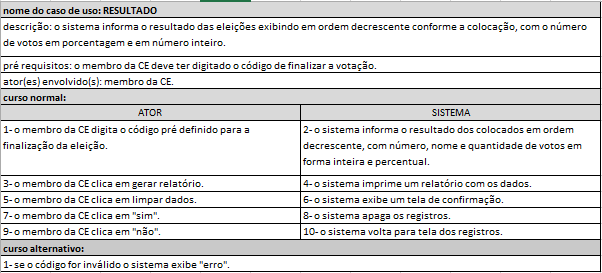 nome do caso de uso: RESULTADO
descrição: o sistema informa o resultado das eleições exibindo em ordem decrescente conforme a colocação, com o número
de votos em porcentagem e em número inteiro.
pré requisitos: o membro da CE deve ter digitado o código de finalizar a votação.
ator(es) envolvido(s): membro da CE.
curso normal:
ATOR
SISTEMA
1- o membro da CE digita o código pré definido para a
finalização da eleição.
2- o sistema informa o resultado dos colocados em ordem
decrescente, com número, nome e quantidade de votos em
forma inteira e percentual.
3- o membro da CE clica em gerar relatório.
4- o sistema imprime um relatório com os dados.
5- o membro da CE clica em limpar dados.
6- o sistema exibe um tela de confirmação.
7- o membro da CE clica em "sim".
8- o sistema apaga os registros.
9- o membro da CE clica em "não".
10- o sistema volta para tela dos registros.
curso alternativo:
1- se o código for inválido o sistema exibe "erro".